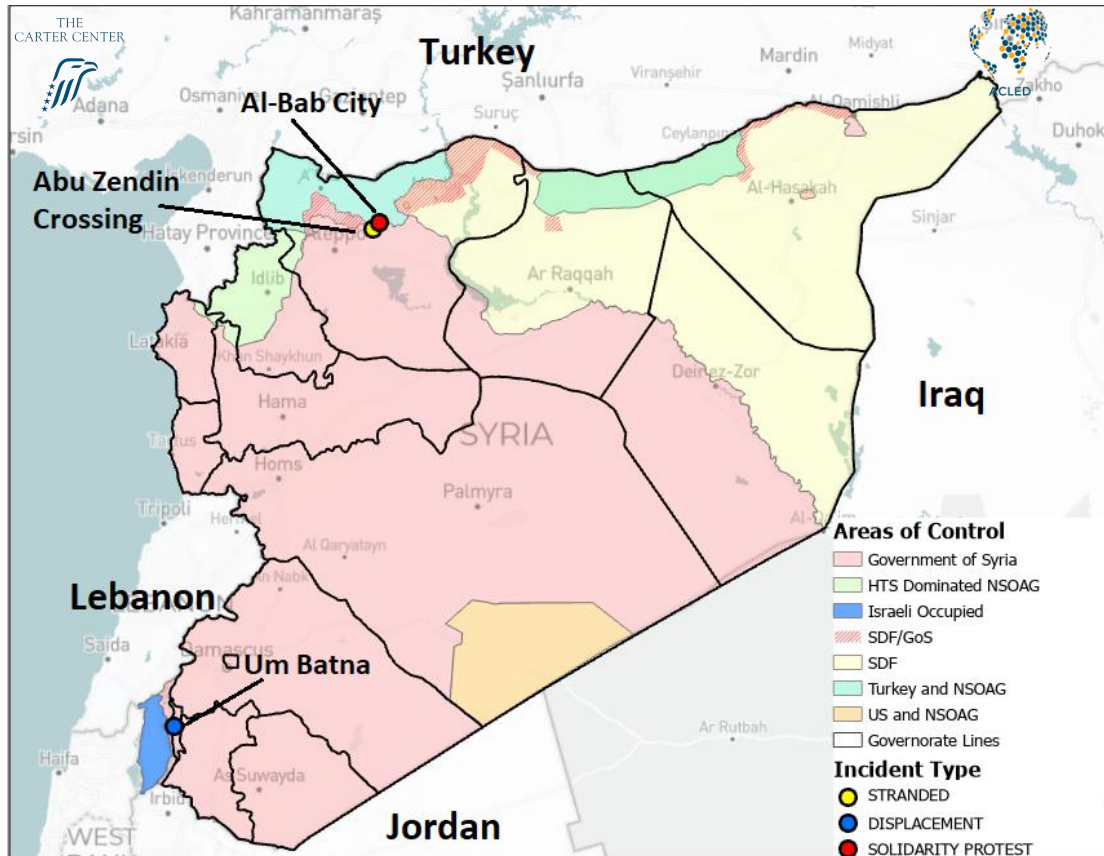 THE
CARTER CENTER
Kahramanmaraş
Turkey
Mardin
Midyat
Şanlıurfa
Viranşehir
ACLED
Zakho
Adana
Osmaniye
Gaziantep
Suruç
Ceylanpınar
Al-Qamishli
Duhok
Al-Bab City
Iskenderun
Abu Zendin
Crossing
Hatay Province
Aleppo
Al-Hasakah
Sinjar
Idlib
Ar Raqqah
Latakia
Khan Shaykhun
Deir ez-Zor
Iraq
Hama
SYRIA
Tartus
Homs
Palmyra
Tripoli
Hermel
Al Qaryatayn
An Nabk
Lebanon
Saida
Damascus
Um Batna
Haifa
As Suwayda
Irbid
Ar Rutbah
Jordan
WEST
Areas of Control
Government of Syria
HTS Dominated NSOAG
Israeli Occupied
SDF/GoS
SDF
Turkey and NSOAG
US and NSOAG
Governorate Lines
Incident Type
STRANDED
DISPLACEMENT
SOLIDARITY PROTEST